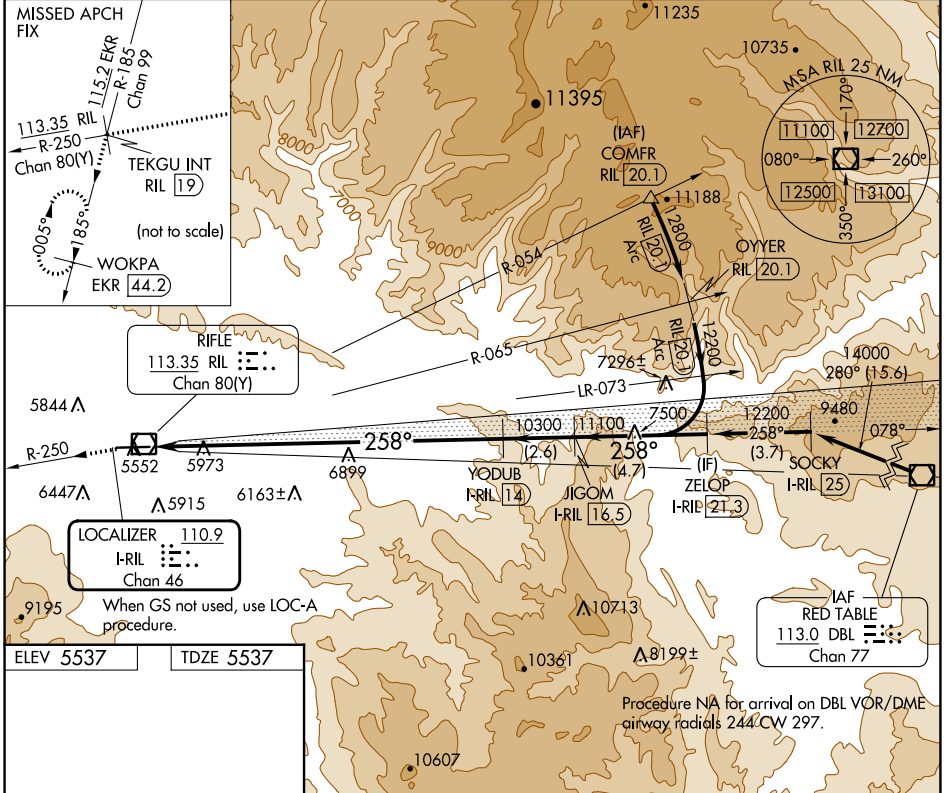 MISSED APCH
FIX
115.2 EKR
R-185
Chan 99
113.35 RIL
R-250
Chan 80(Y)
TEKGU INT
RIL 19
(not to scale)
005°
185°
WOKPA
EKR 44.2
11235
10735
11395
8000
7000
9000
9000
MSA RIL 25 NM
170°
11100
12700
080°
260°
12500
13100
350°
(IAF)
COMFR
RIL 20.1
11188
12800
RIL 20.1
Arc
OYYER
RIL 20.1
R-054
R-065
RIL 20.1
Arc
12200
7296±
LR-073
RIFLE
113.35 RIL
Chan 80(Y)
14000
280° (15.6)
5844
R-250
5552
5973
258°
6899
10300
(2.6)
11100
7500
258°
(4.7)
12200
258°
(3.7)
9480
078°
YODUB
I-RIL 14
JIGOM
I-RIL 16.5
(IF)
ZELOP
I-RIL 21.3
SOCKY
I-RIL 25
6447
5915
6163±
LOCALIZER 110.9
I-RIL
Chan 46
When GS not used, use LOC-A
procedure.
9195
10713
IAF
RED TABLE
113.0 DBL
Chan 77
ELEV 5537
TDZE 5537
10361
8199±
Procedure NA for arrival on DBL VOR/DME
airway radials 244 CW 297.
10607